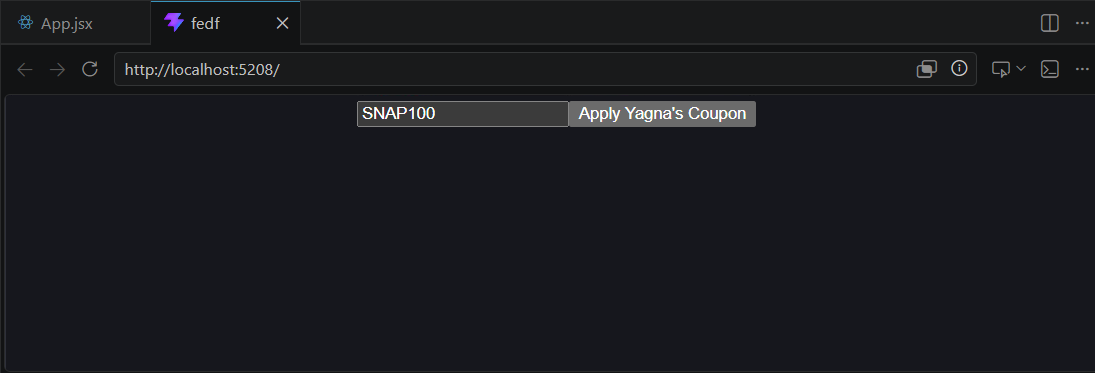 App.jsx
fedf
http://localhost:5208/
SNAP100
Apply Yagna's Coupon